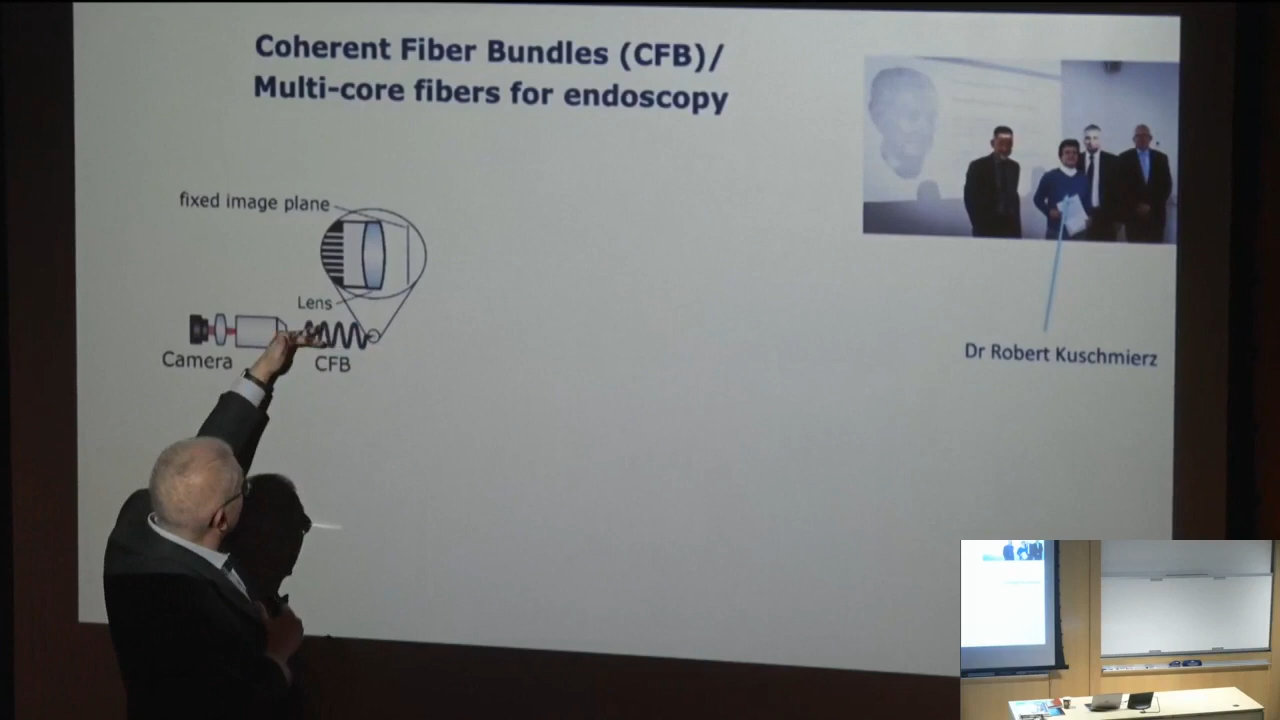 Coherent Fiber Bundles (CFB)/
Multi-core fibers for endoscopy
fixed image plane
Lens
Camera
CFB
Dr Robert Kuschmierz